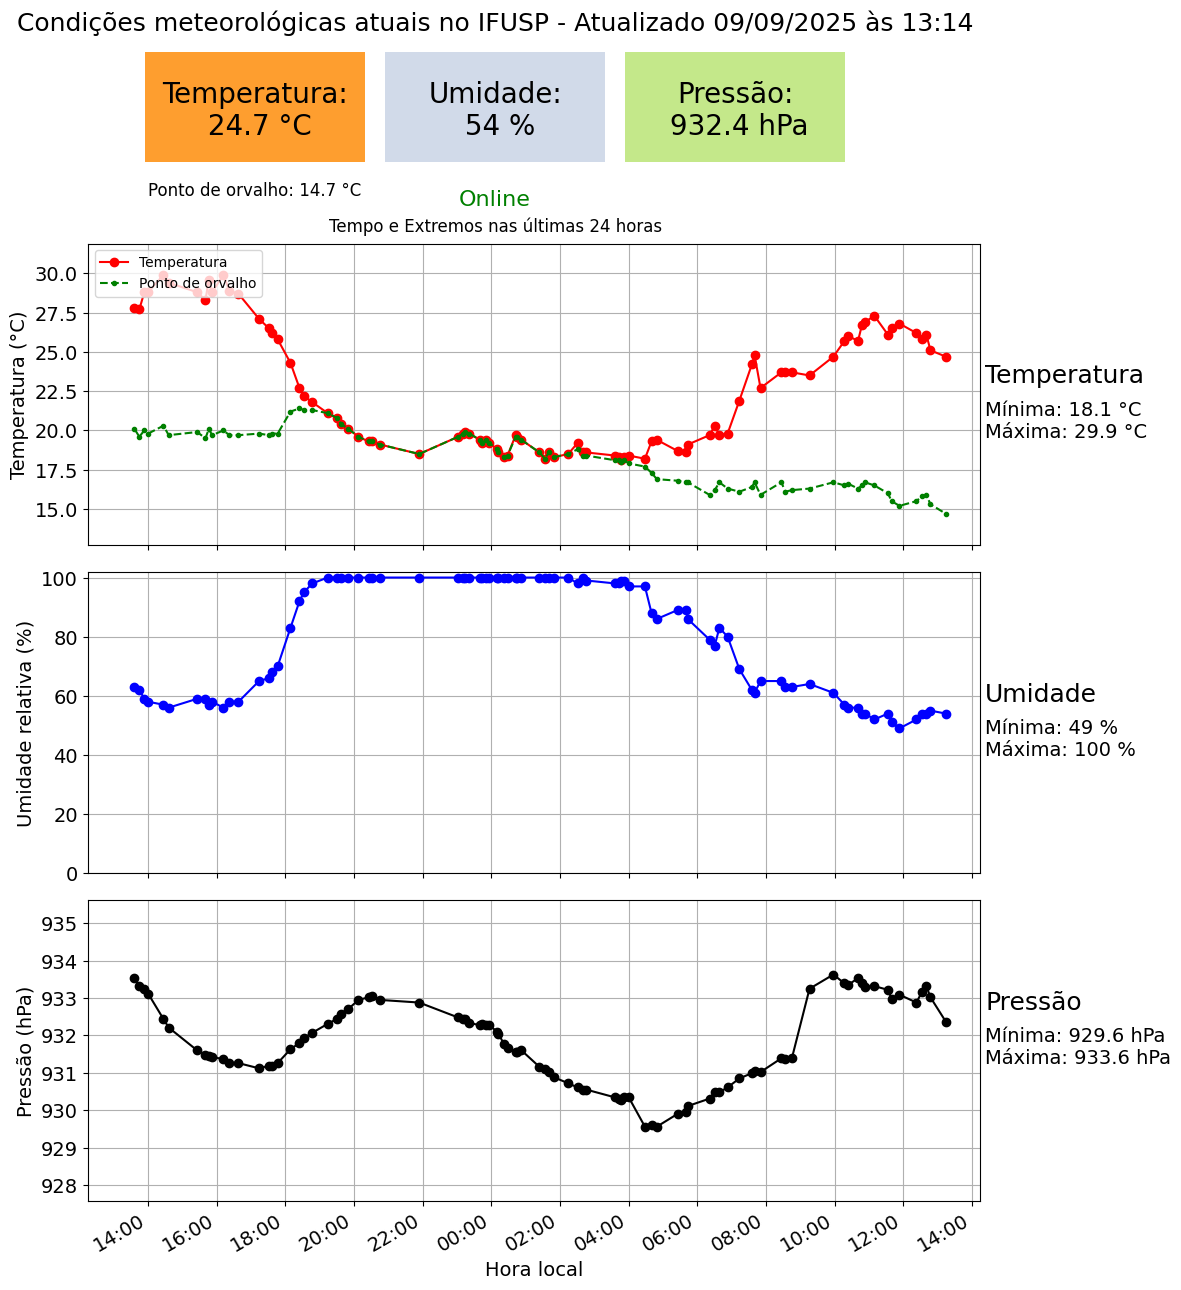 Condições meteorológicas atuais no IFUSP - Atualizado 09/09/2025 às 13:14
Temperatura:
24.7 °C
Umidade:
54 %
Pressão:
932.4 hPa
Ponto de orvalho: 14.7 °C
Online
Tempo e Extremos nas últimas 24 horas
Temperatura
Ponto de orvalho
Temperatura (°C)
30.0
27.5
25.0
22.5
20.0
17.5
15.0
Temperatura
Mínima: 18.1 °C
Máxima: 29.9 °C
Umidade relativa (%)
100
80
60
40
20
0
Umidade
Mínima: 49 %
Máxima: 100 %
Pressão (hPa)
935
934
933
932
931
930
929
928
Pressão
Mínima: 929.6 hPa
Máxima: 933.6 hPa
14:00
16:00
18:00
20:00
22:00
00:00
02:00
04:00
06:00
08:00
10:00
12:00
14:00
Hora local